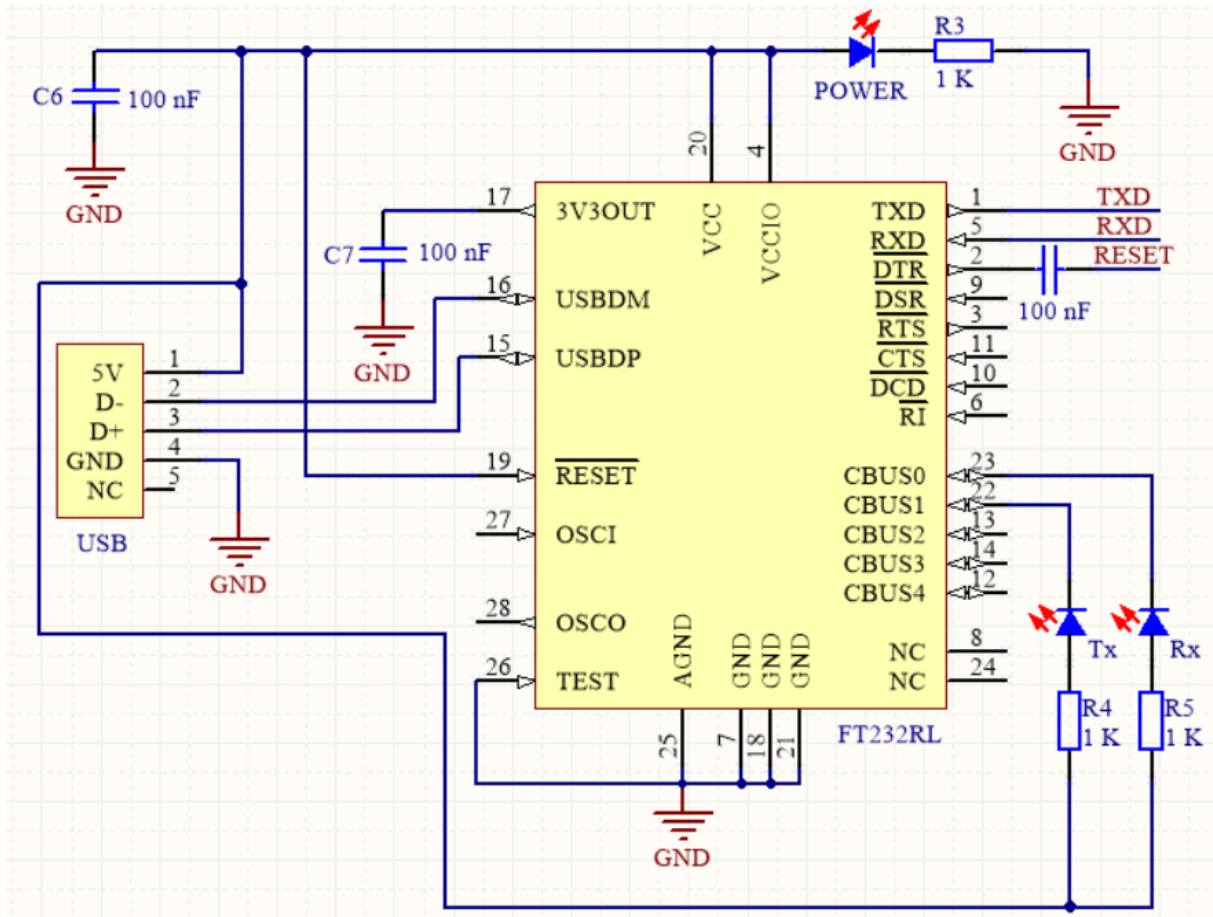 R3
1 K
POWER
GND
C6
100 nF
GND
20
4
17
3V3OUT
VCC
VCCIO
TXD
1
TXD
RXD
5
RXD
DTR
2
RESET
100 nF
C7
100 nF
GND
16
USBDM
DSR
9
RTS
3
15
USBDP
CTS
11
DCD
10
RI
6
5V
1
D-
2
D+
3
GND
4
NC
5
USB
GND
19
RESET
CBUS0
23
CBUS1
22
27
OSCI
CBUS2
13
CBUS3
14
CBUS4
12
28
OSCO
AGND
GND
GND
GND
26
TEST
NC
8
NC
24
Tx
Rx
R4
1 K
R5
1 K
25
7
18
21
FT232RL
GND